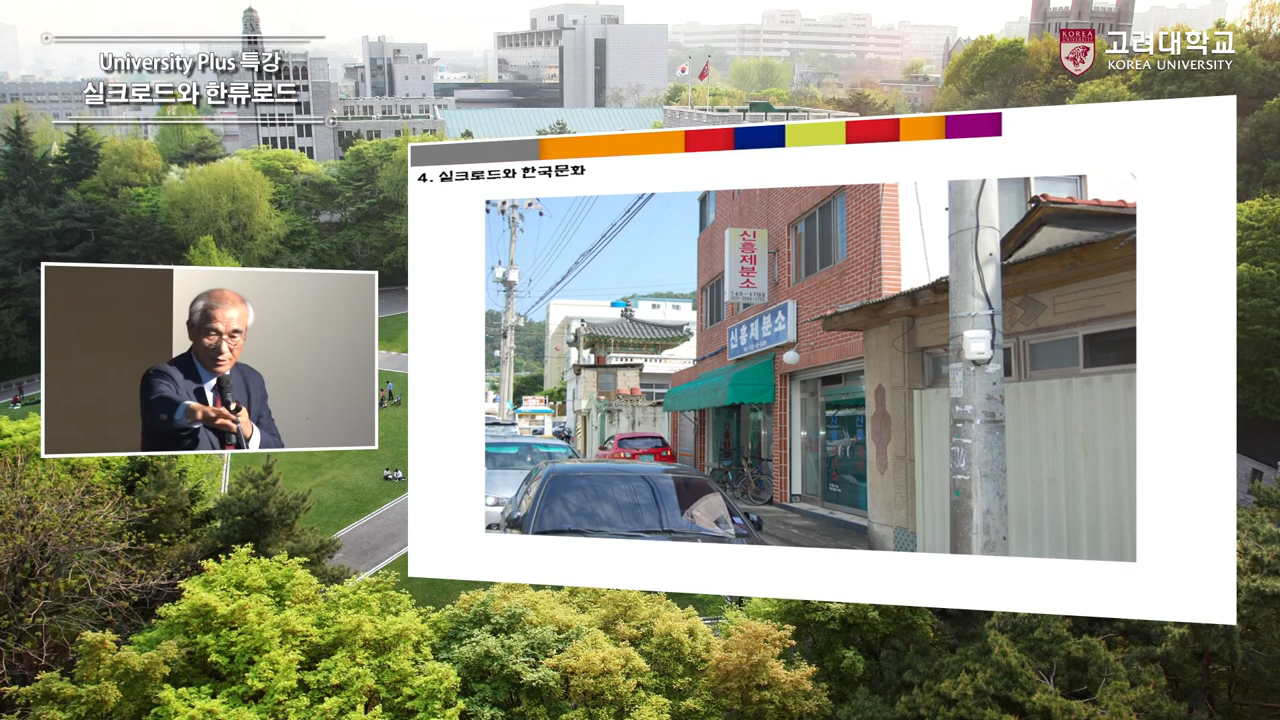 University Plus 특강
실크로드와 한류로드
KOREA
고려대학교
KOREA UNIVERSITY
4. 실크로드와 한국문화
신흥제분소
신흥제분소